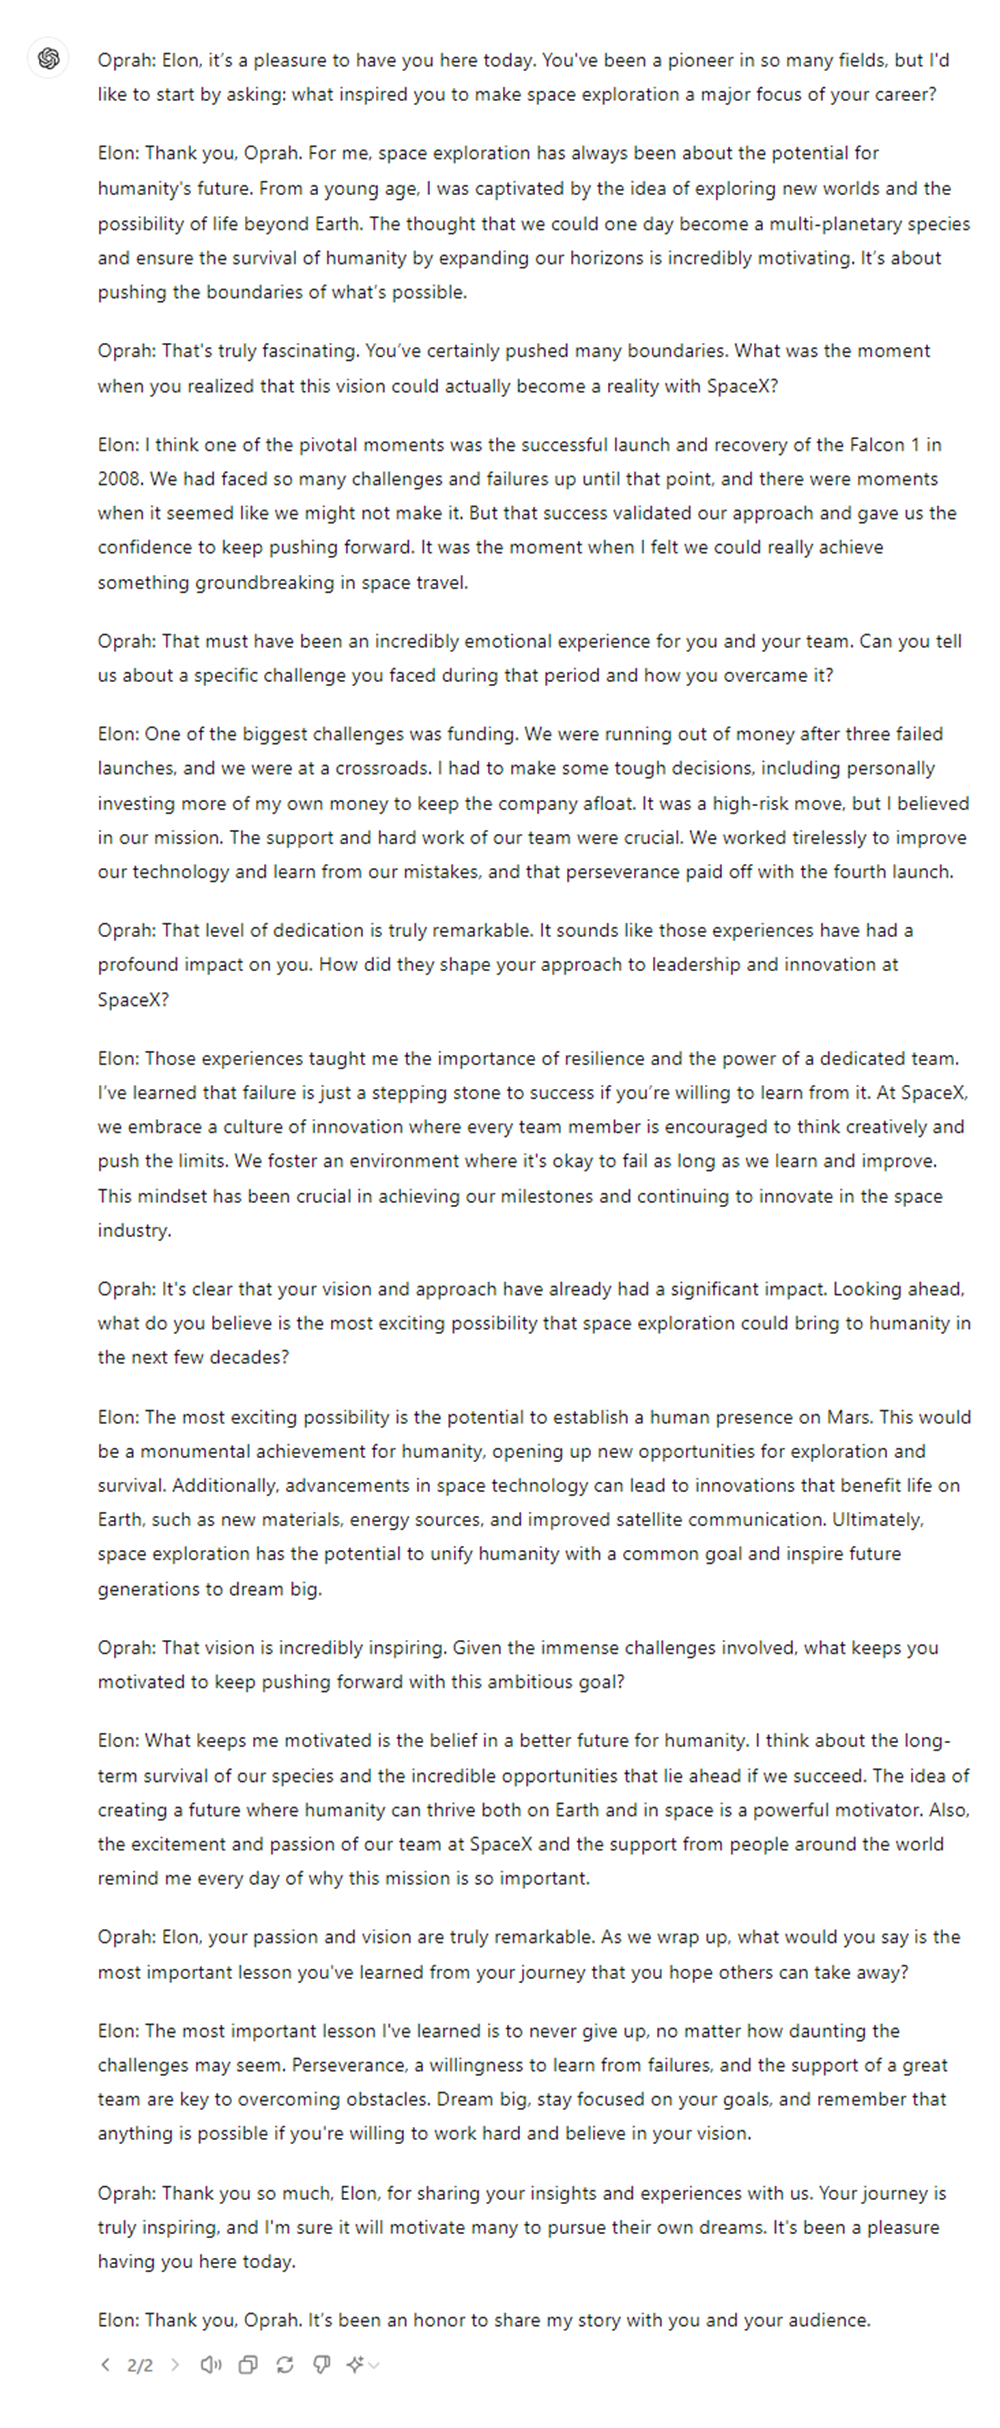 Oprah: Elon, it's a pleasure to have you here today. You've been a pioneer in so many fields, but I'd
like to start by asking: what inspired you to make space exploration a major focus of your career?
Elon: Thank you, Oprah. For me, space exploration has always been about the potential for
humanity's future. From a young age, I was captivated by the idea of exploring new worlds and the
possibility of life beyond Earth. The thought that we could one day become a multi-planetary species
and ensure the survival of humanity by expanding our horizons is incredibly motivating. It's about
pushing the boundaries of what's possible.
Oprah: That's truly fascinating. You've certainly pushed many boundaries. What was the moment
when you realized that this vision could actually become a reality with SpaceX?
Elon: I think one of the pivotal moments was the successful launch and recovery of the Falcon 1 in
2008. We had faced so many challenges and failures up until that point, and there were moments
when it seemed like we might not make it. But that success validated our approach and gave us the
confidence to keep pushing forward. It was the moment when I felt we could really achieve
something groundbreaking in space travel.
Oprah: That must have been an incredibly emotional experience for you and your team. Can you tell
us about a specific challenge you faced during that period and how you overcame it?
Elon: One of the biggest challenges was funding. We were running out of money after three failed
launches, and we were at a crossroads. I had to make some tough decisions, including personally
investing more of my own money to keep the company afloat. It was a high-risk move, but I believed
in our mission. The support and hard work of our team were crucial. We worked tirelessly to improve
our technology and learn from our mistakes, and that perseverance paid off with the fourth launch.
Oprah: That level of dedication is truly remarkable. It sounds like those experiences have had a
profound impact on you. How did they shape your approach to leadership and innovation at
SpaceX?
Elon: Those experiences taught me the importance of resilience and the power of a dedicated team.
I've learned that failure is just a stepping stone to success if you're willing to learn from it. At SpaceX,
we embrace a culture of innovation where every team member is encouraged to think creatively and
push the limits. We foster an environment where it's okay to fail as long as we learn and improve.
This mindset has been crucial in achieving our milestones and continuing to innovate in the space
industry.
Oprah: It's clear that your vision and approach have already had a significant impact. Looking ahead,
what do you believe is the most exciting possibility that space exploration could bring to humanity in
the next few decades?
Elon: The most exciting possibility is the potential to establish a human presence on Mars. This would
be a monumental achievement for humanity, opening up new opportunities for exploration and
survival. Additionally, advancements in space technology can lead to innovations that benefit life on
Earth, such as new materials, energy sources, and improved satellite communication. Ultimately,
space exploration has the potential to unify humanity with a common goal and inspire future
generations to dream big.
Oprah: That vision is incredibly inspiring. Given the immense challenges involved, what keeps you
motivated to keep pushing forward with this ambitious goal?
Elon: What keeps me motivated is the belief in a better future for humanity. I think about the long-
term survival of our species and the incredible opportunities that lie ahead if we succeed. The idea of
creating a future where humanity can thrive both on Earth and in space is a powerful motivator. Also,
the excitement and passion of our team at SpaceX and the support from people around the world
remind me every day of why this mission is so important.
Oprah: Elon, your passion and vision are truly remarkable. As we wrap up, what would you say is the
most important lesson you've learned from your journey that you hope others can take away?
Elon: The most important lesson I've learned is to never give up, no matter how daunting the
challenges may seem. Perseverance, a willingness to learn from failures, and the support of a great
team are key to overcoming obstacles. Dream big, stay focused on your goals, and remember that
anything is possible if you're willing to work hard and believe in your vision.
Oprah: Thank you so much, Elon, for sharing your insights and experiences with us. Your journey is
truly inspiring, and I'm sure it will motivate many to pursue their own dreams. It's been a pleasure
having you here today.
Elon: Thank you, Oprah. It's been an honor to share my story with you and your audience.
2/2